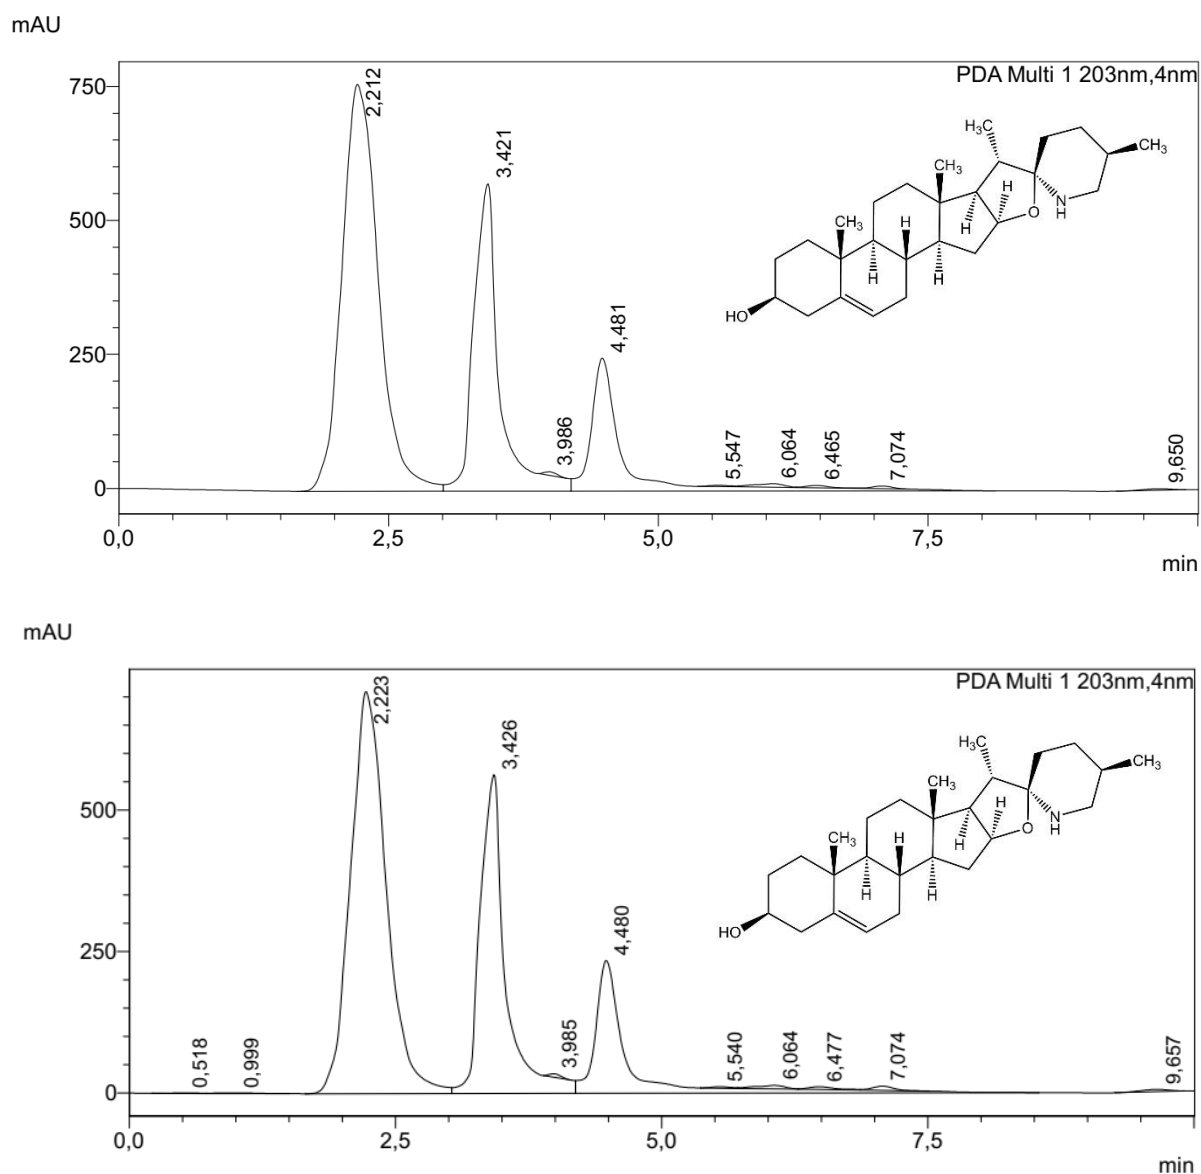 mAU
PDA Multi 1 203nm,4nm
750
500
250
0
2,212
3,421
3,986
4,481
5,547
6,064
6,465
7,074
9,650
H₃C
CH₃
CH₃
H
H
O
N
H
CH₃
H
H
H
HO
0,0
2,5
5,0
7,5
min
mAU
PDA Multi 1 203nm,4nm
500
250
0
0,518
0,999
2,223
3,426
3,985
4,480
5,540
6,064
6,477
7,074
9,657
H₃C
CH₃
CH₃
H
H
O
N
H
CH₃
H
H
H
HO
0,0
2,5
5,0
7,5
min